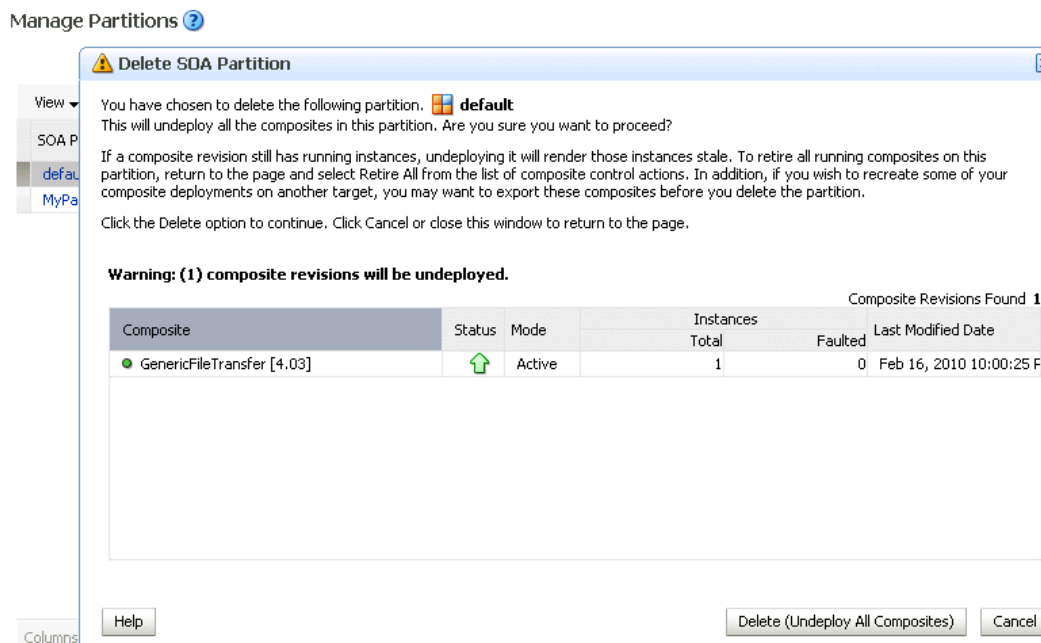 Manage Partitions ?
Delete SOA Partition
View
SOA P
defau
MyPa
Columns
You have chosen to delete the following partition. default
This will undeploy all the composites in this partition. Are you sure you want to proceed?
If a composite revision still has running instances, undeploying it will render those instances stale. To retire all running composites on this
partition, return to the page and select Retire All from the list of composite control actions. In addition, if you wish to recreate some of your
composite deployments on another target, you may want to export these composites before you delete the partition.
Click the Delete option to continue. Click Cancel or close this window to return to the page.
Warning: (1) composite revisions will be undeployed.
Composite Revisions Found 1
Composite Status Mode Instances Last Modified Date
Total Faulted
GenericFileTransfer [4.03] Active 1 0 Feb 16, 2010 10:00:25 P
Help Delete (Undeploy All Composites) Cancel